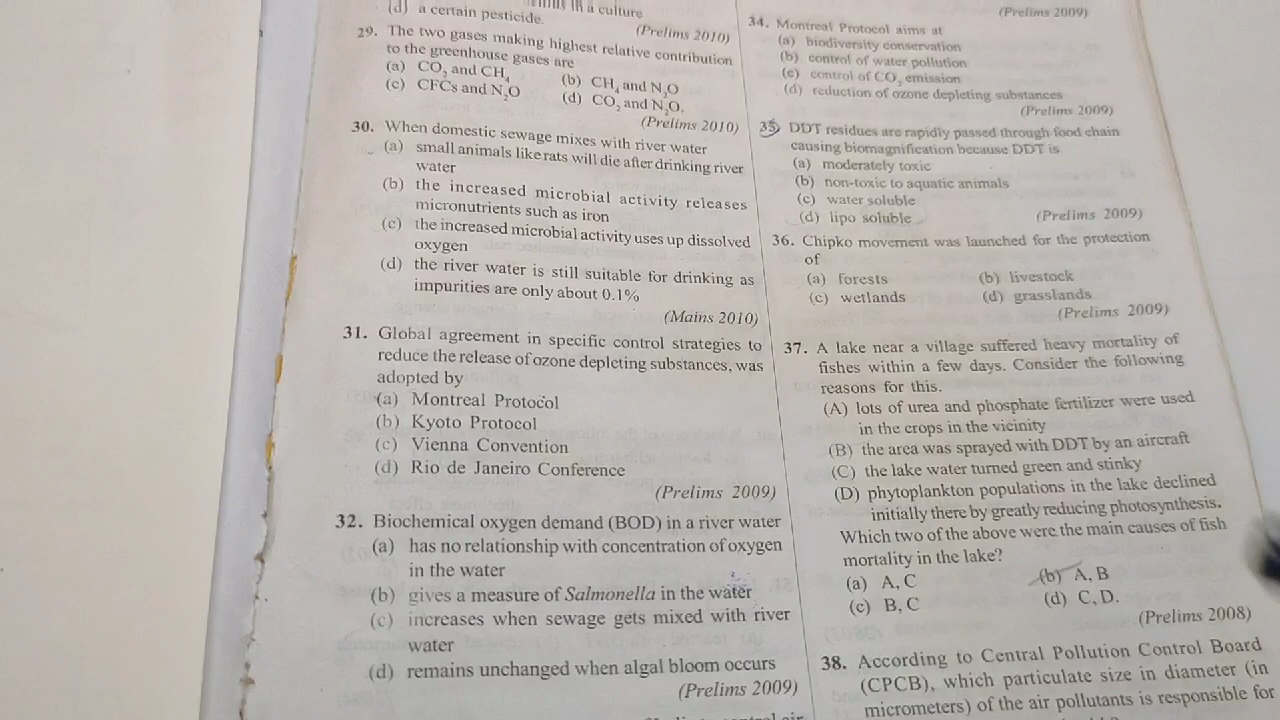 in a culture
(d) a certain pesticide.
(Prelims 2010)
29. The two gases making highest relative contribution
to the greenhouse gases are
(a) CO₂ and CH₄
(b) CH₄ and N₂O
(c) CFCs and N₂O
(d) CO₂ and N₂O.
(Prelims 2010)
30. When domestic sewage mixes with river water
(a) small animals like rats will die after drinking river
water
(b) the increased microbial activity releases
micronutrients such as iron
(c) the increased microbial activity uses up dissolved
oxygen
(d) the river water is still suitable for drinking as
impurities are only about 0.1%
(Mains 2010)
31. Global agreement in specific control strategies to
reduce the release of ozone depleting substances, was
adopted by
(a) Montreal Protocol
(b) Kyoto Protocol
(c) Vienna Convention
(d) Rio de Janeiro Conference
(Prelims 2009)
32. Biochemical oxygen demand (BOD) in a river water
(a) has no relationship with concentration of oxygen
in the water
(b) gives a measure of Salmonella in the water
(c) increases when sewage gets mixed with river
water
(d) remains unchanged when algal bloom occurs
(Prelims 2009)
(Prelims 2009)
34. Montreal Protocol aims at
(a) biodiversity conservation
(b) control of water pollution
(c) control of CO₂ emission
(d) reduction of ozone depleting substances
(Prelims 2009)
35. DDT residues are rapidly passed through food chain
causing biomagnification because DDT is
(a) moderately toxic
(b) non-toxic to aquatic animals
(c) water soluble
(d) lipo soluble
(Prelims 2009)
36. Chipko movement was launched for the protection
of
(a) forests
(b) livestock
(c) wetlands
(d) grasslands
(Prelims 2009)
37. A lake near a village suffered heavy mortality of
fishes within a few days. Consider the following
reasons for this.
(A) lots of urea and phosphate fertilizer were used
in the crops in the vicinity
(B) the area was sprayed with DDT by an aircraft
(C) the lake water turned green and stinky
(D) phytoplankton populations in the lake declined
initially there by greatly reducing photosynthesis.
Which two of the above were the main causes of fish
mortality in the lake?
(a) A, C
(b) A, B
(c) B, C
(d) C, D.
(Prelims 2008)
38. According to Central Pollution Control Board
(CPCB), which particulate size in diameter (in
micrometers) of the air pollutants is responsible for